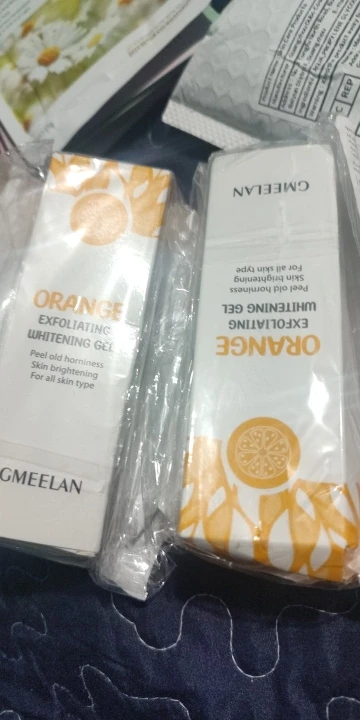 ORANGE
EXFOLIATING
WHITENING GEL
Peel old horniness
Skin brightening
For all skin type
GMEELAN
ORANGE
EXFOLIATING
WHITENING GEL
Peel old horniness
Skin brightening
For all skin type
GMEELAN
REP